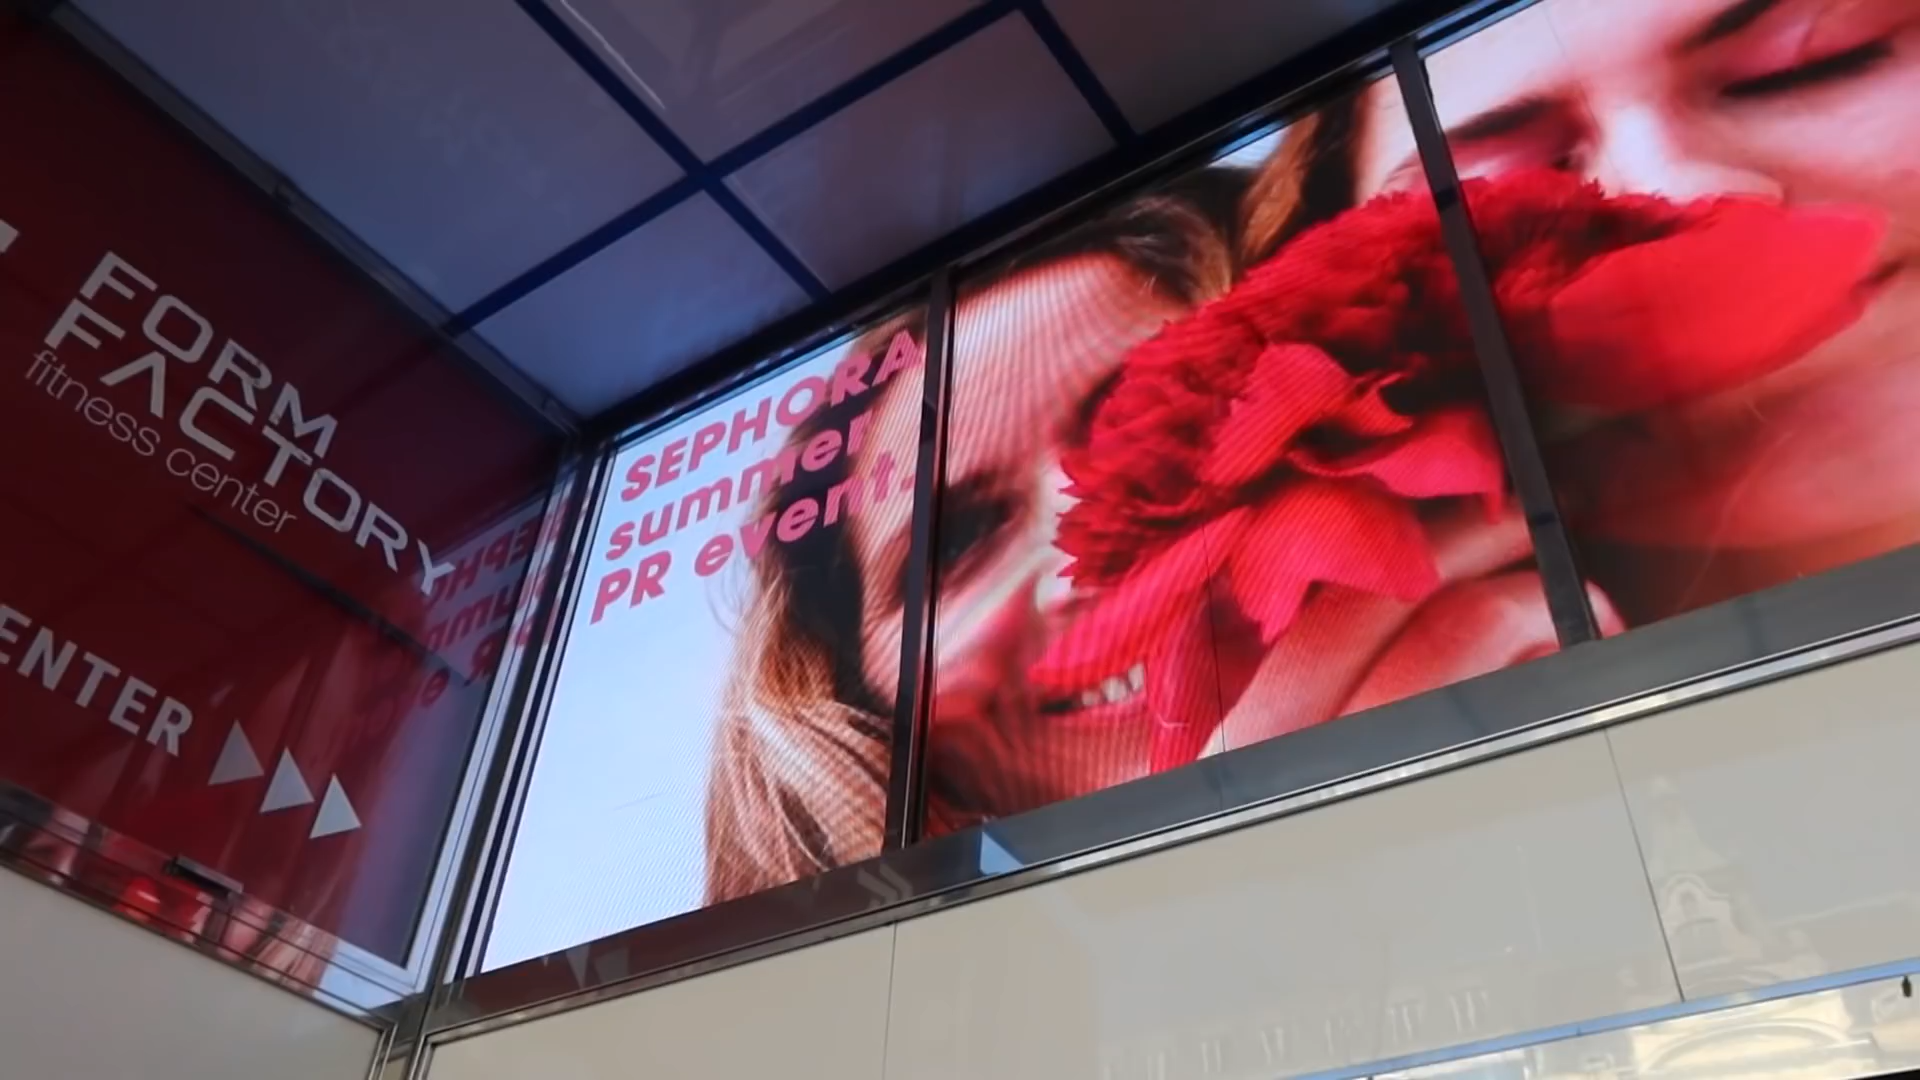 FORM
FACTORY
fitness center
ENTER
SEPHORA
summer
PR event.